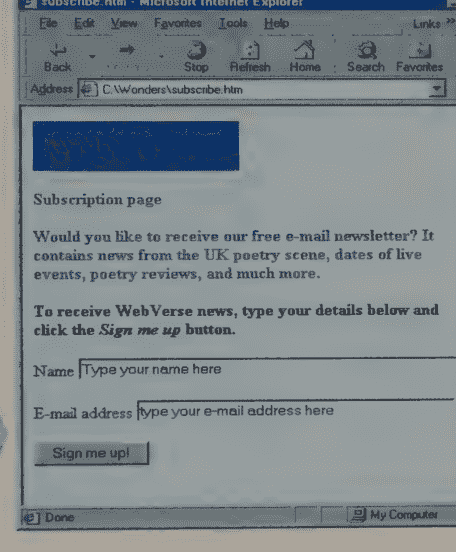 subscribe.html - Microsoft Internet Explorer
File Edit View Favorites Tools Help Links »
Back Stop Refresh Home Search Favorites
Address C:\Wonders\subscribe.htm
Subscription page
Would you like to receive our free e-mail newsletter? It
contains news from the UK poetry scene, dates of live
events, poetry reviews, and much more.
To receive WebVerse news, type your details below and
click the Sign me up button.
Name Type your name here
E-mail address type your e-mail address here
Sign me up!
Done My Computer